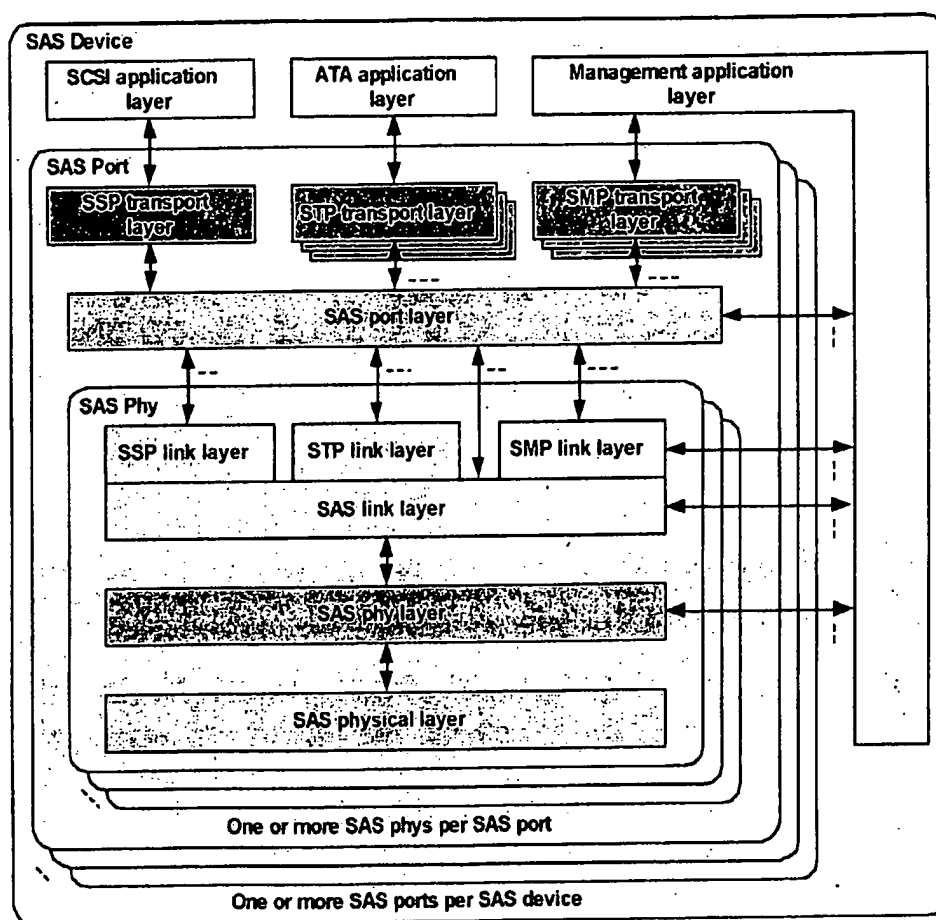 SAS Device
SCSI application
layer
ATA application
layer
Management application
layer
SAS Port
SSP transport
layer
STP transport layer
SMP transport
layer
SAS port layer
SAS Phy
SSP link layer
STP link layer
SMP link layer
SAS link layer
SAS phy layer
SAS physical layer
One or more SAS phys per SAS port
One or more SAS ports per SAS device